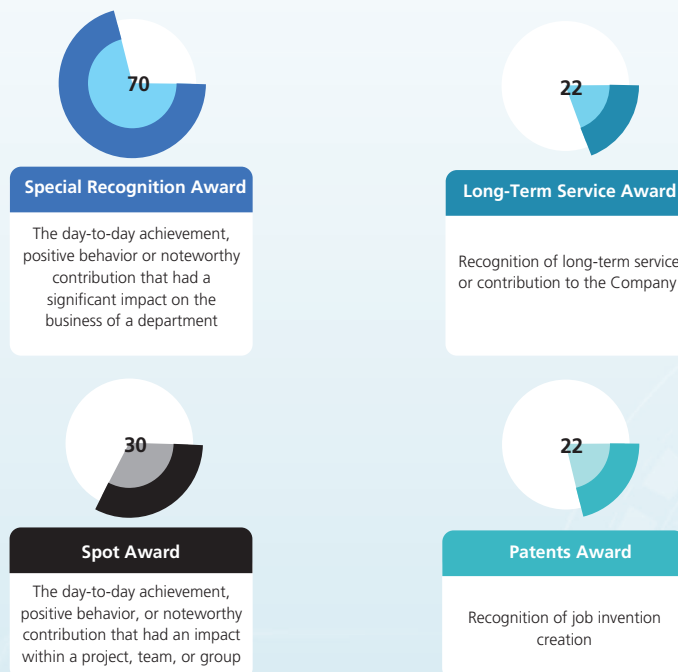 70
Special Recognition Award
The day-to-day achievement,
positive behavior or noteworthy
contribution that had a
significant impact on the
business of a department
22
Long-Term Service Award
Recognition of long-term service
or contribution to the Company
30
Spot Award
The day-to-day achievement,
positive behavior, or noteworthy
contribution that had an impact
within a project, team, or group
22
Patents Award
Recognition of job invention
creation